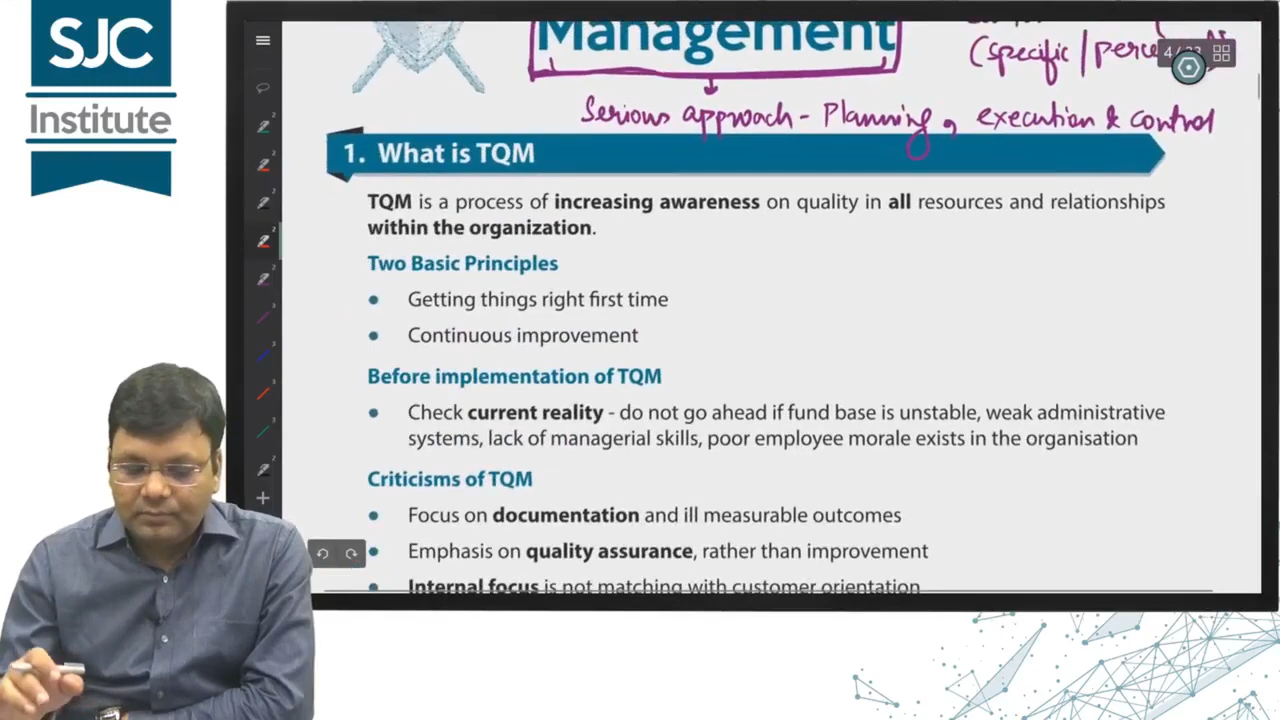 SJC
Institute
Management
(specific /
4/33
Serious approach - Planning, execution & control
1. What is TQM
TQM is a process of increasing awareness on quality in all resources and relationships
within the organization.
Two Basic Principles
• Getting things right first time
• Continuous improvement
Before implementation of TQM
• Check current reality - do not go ahead if fund base is unstable, weak administrative
systems, lack of managerial skills, poor employee morale exists in the organisation
Criticisms of TQM
• Focus on documentation and ill measurable outcomes
• Emphasis on quality assurance, rather than improvement
• Internal focus is not matching with customer orientation